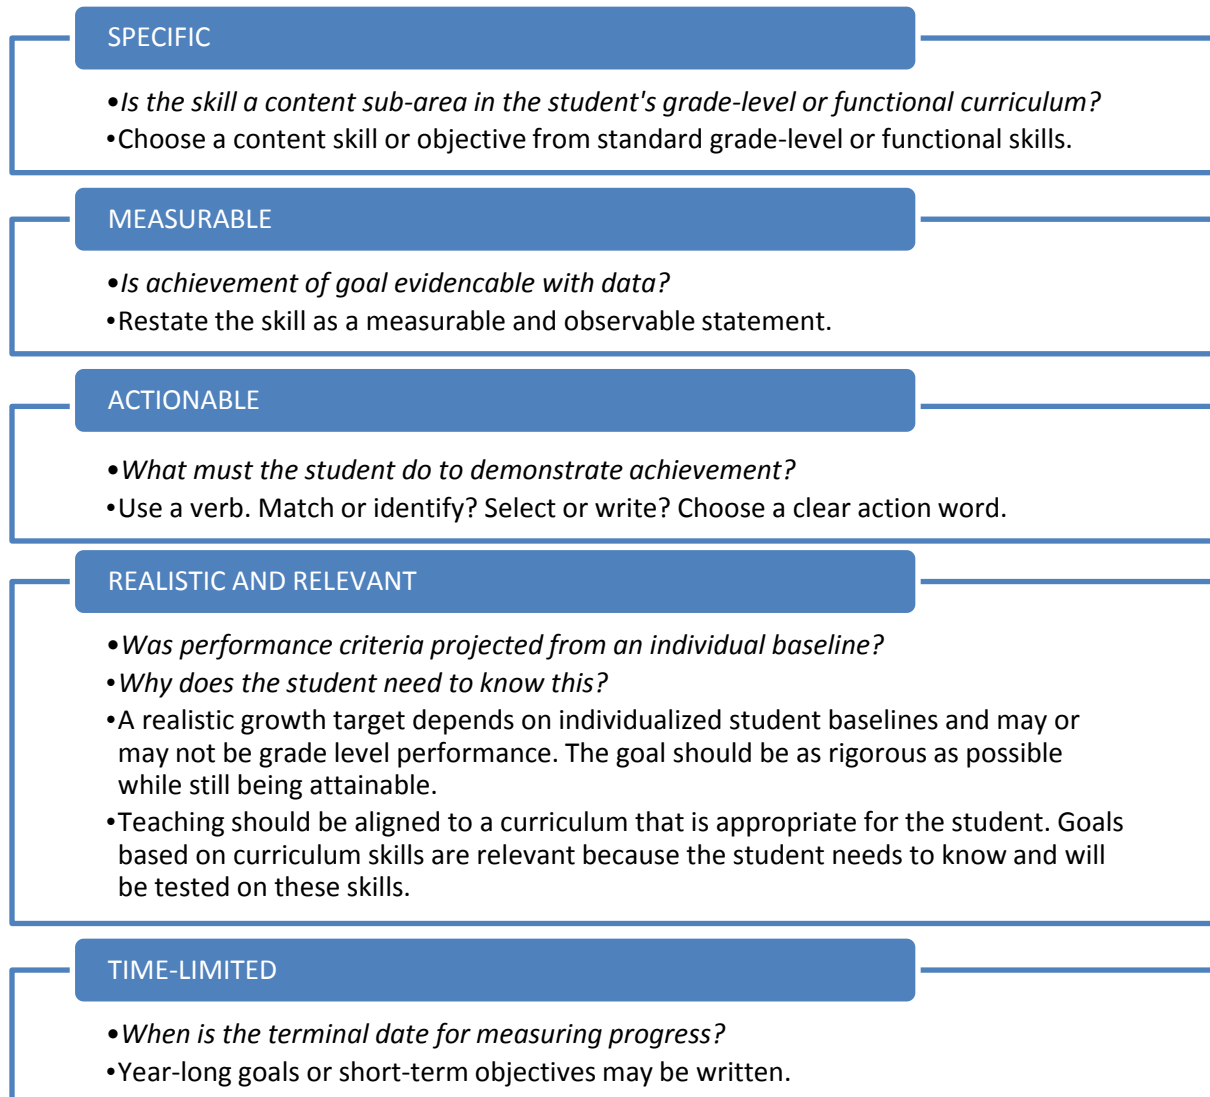 SPECIFIC
•Is the skill a content sub-area in the student's grade-level or functional curriculum?
•Choose a content skill or objective from standard grade-level or functional skills.
MEASURABLE
•Is achievement of goal evidencable with data?
•Restate the skill as a measurable and observable statement.
ACTIONABLE
•What must the student do to demonstrate achievement?
•Use a verb. Match or identify? Select or write? Choose a clear action word.
REALISTIC AND RELEVANT
•Was performance criteria projected from an individual baseline?
•Why does the student need to know this?
•A realistic growth target depends on individualized student baselines and may or
may not be grade level performance. The goal should be as rigorous as possible
while still being attainable.
•Teaching should be aligned to a curriculum that is appropriate for the student. Goals
based on curriculum skills are relevant because the student needs to know and will
be tested on these skills.
TIME-LIMITED
•When is the terminal date for measuring progress?
•Year-long goals or short-term objectives may be written.